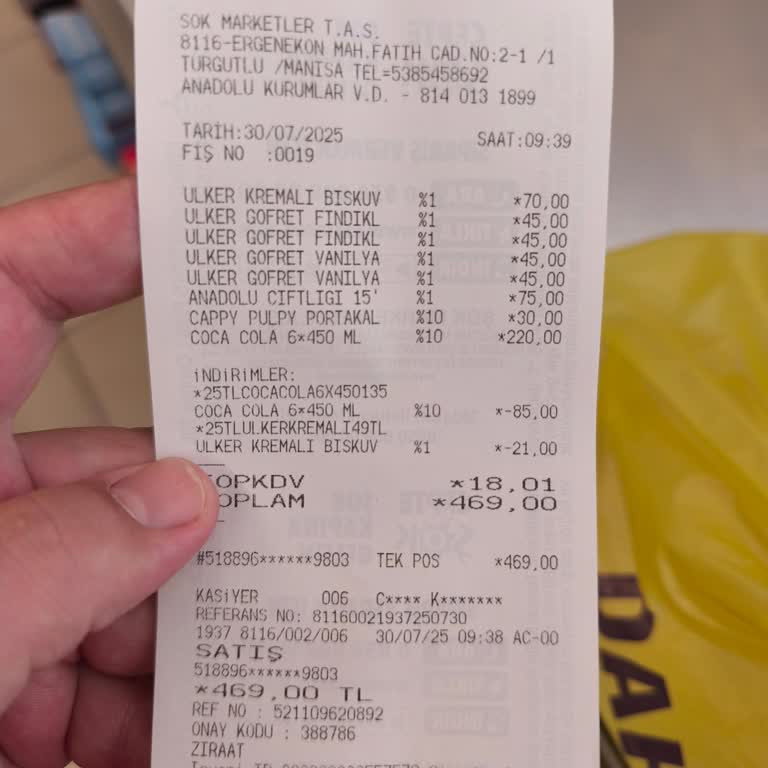 SOK MARKETLER T.A.S.
8116-ERGENEKON MAH.FATIH CAD.NO:2-1 /1
TURGUTLU /MANISA TEL=5385458692
ANADOLU KURUMLAR V.D. - 814 013 1899
TARİH:30/07/2025 SAAT:09:39
FİŞ NO :0019
ULKER KREMALI BISKUV %1 *70,00
ULKER GOFRET FINDIKL %1 *45,00
ULKER GOFRET FINDIKL %1 *45,00
ULKER GOFRET VANILYA %1 *45,00
ULKER GOFRET VANILYA %1 *45,00
ANADOLU CIFTLIGI 15' %1 *75,00
CAPPY PULPY PORTAKAL %10 *30,00
COCA COLA 6*450 ML %10 *220,00
İNDİRİMLER:
*25TLCOCACOLA6X450135
COCA COLA 6*450 ML %10 *-85,00
*25TLULKERKREMALI49TL
ULKER KREMALI BISKUV %1 *-21,00
TOPKDV *18,01
TOPLAM *469,00
#518896******9803 TEK POS *469,00
KASİYER 006 C**** K*******
REFERANS NO: 81160021937250730
1937 8116/002/006 30/07/25 09:38 AC-00
SATIŞ
518896******9803
*469,00 TL
REF NO : 521109620892
ONAY KODU : 388786
ZIRAAT